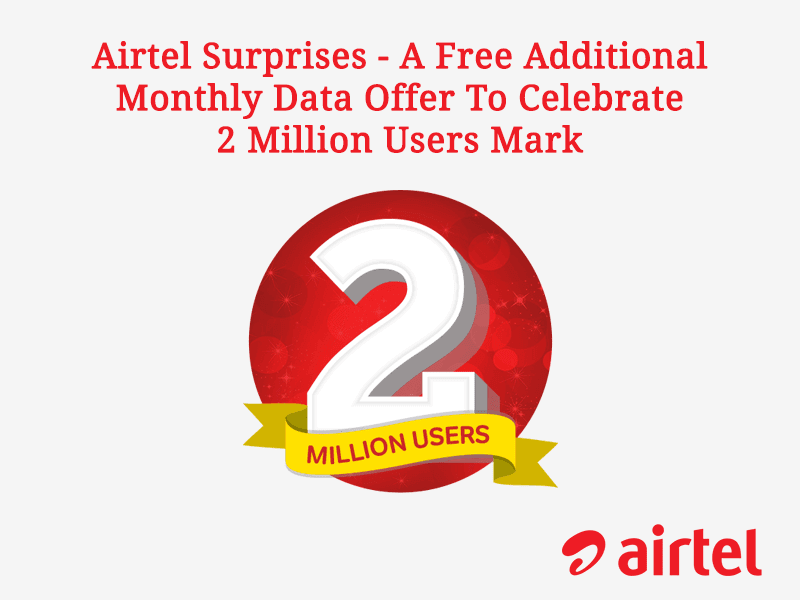 Airtel Surprises - A Free Additional
Monthly Data Offer To Celebrate
2 Million Users Mark
2
MILLION USERS
airtel